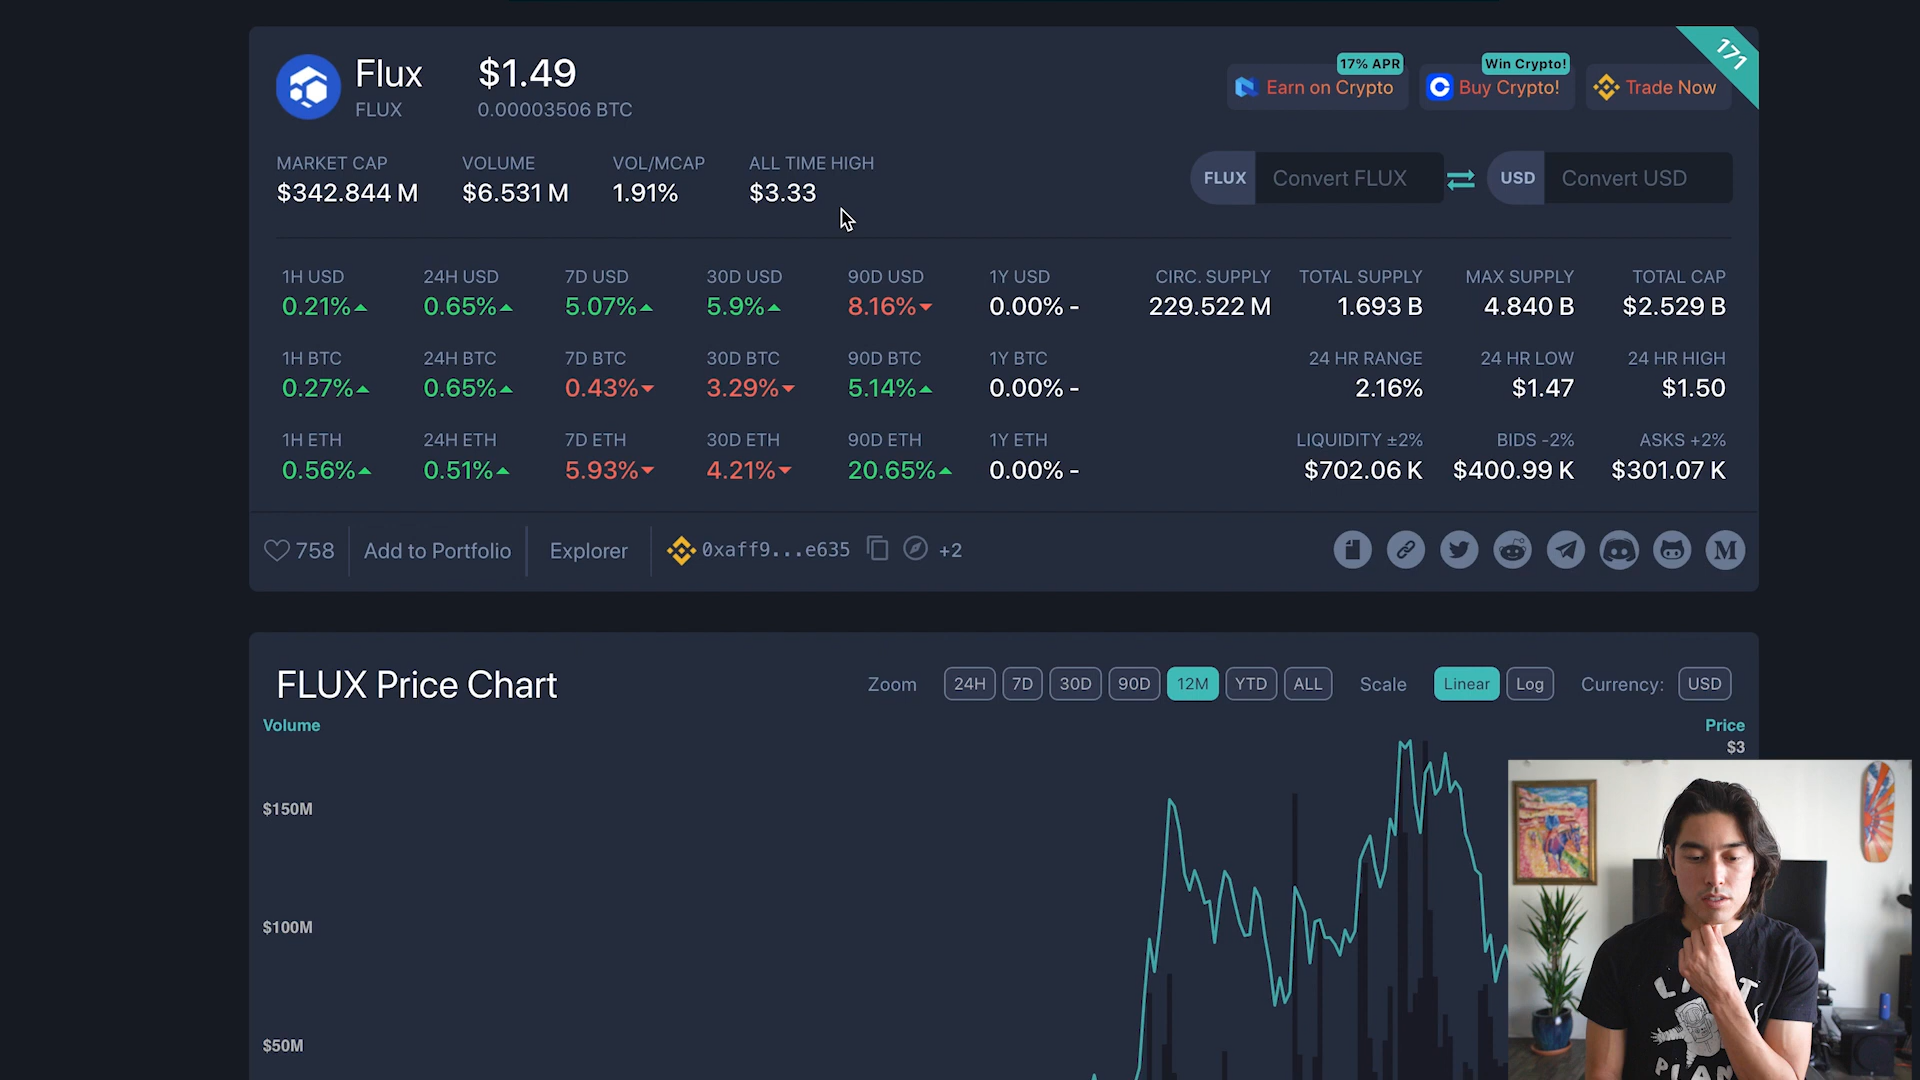 Flux
FLUX
$1.49
0.00003506 BTC
17% APR
Earn on Crypto
Win Crypto!
Buy Crypto!
Trade Now
171
MARKET CAP
$342.844 M
VOLUME
$6.531 M
VOL/MCAP
1.91%
ALL TIME HIGH
$3.33
FLUX Convert FLUX
USD Convert USD
1H USD 24H USD 7D USD 30D USD 90D USD 1Y USD CIRC. SUPPLY TOTAL SUPPLY MAX SUPPLY TOTAL CAP
0.21% 0.65% 5.07% 5.9% 8.16% 0.00% - 229.522 M 1.693 B 4.840 B $2.529 B
1H BTC 24H BTC 7D BTC 30D BTC 90D BTC 1Y BTC 24 HR RANGE 24 HR LOW 24 HR HIGH
0.27% 0.65% 0.43% 3.29% 5.14% 0.00% - 2.16% $1.47 $1.50
1H ETH 24H ETH 7D ETH 30D ETH 90D ETH 1Y ETH LIQUIDITY ±2% BIDS -2% ASKS +2%
0.56% 0.51% 5.93% 4.21% 20.65% 0.00% - $702.06 K $400.99 K $301.07 K
758 Add to Portfolio Explorer 0xaff9...e635 +2
M
FLUX Price Chart
Zoom 24H 7D 30D 90D 12M YTD ALL Scale Linear Log Currency: USD
Volume
Price
$3
$150M
$100M
$50M